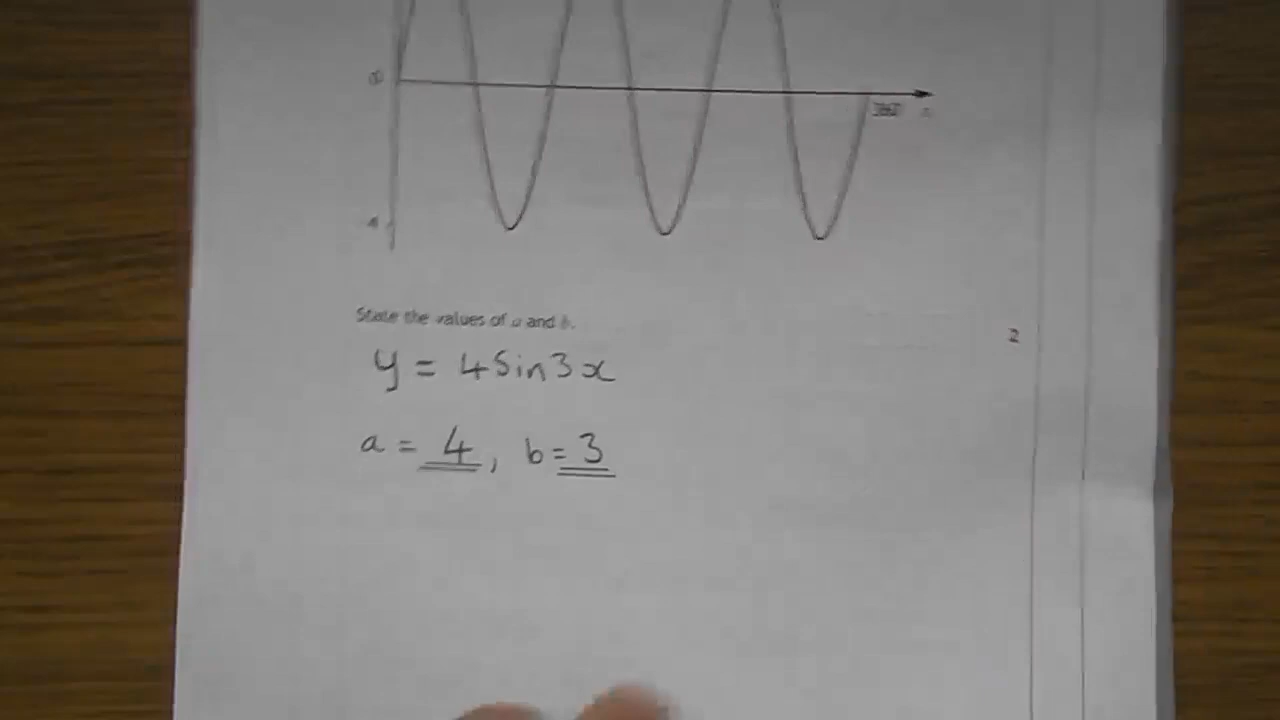 0
360
State the values of a and b.
2
y = 4Sin3x
a = 4, b = 3